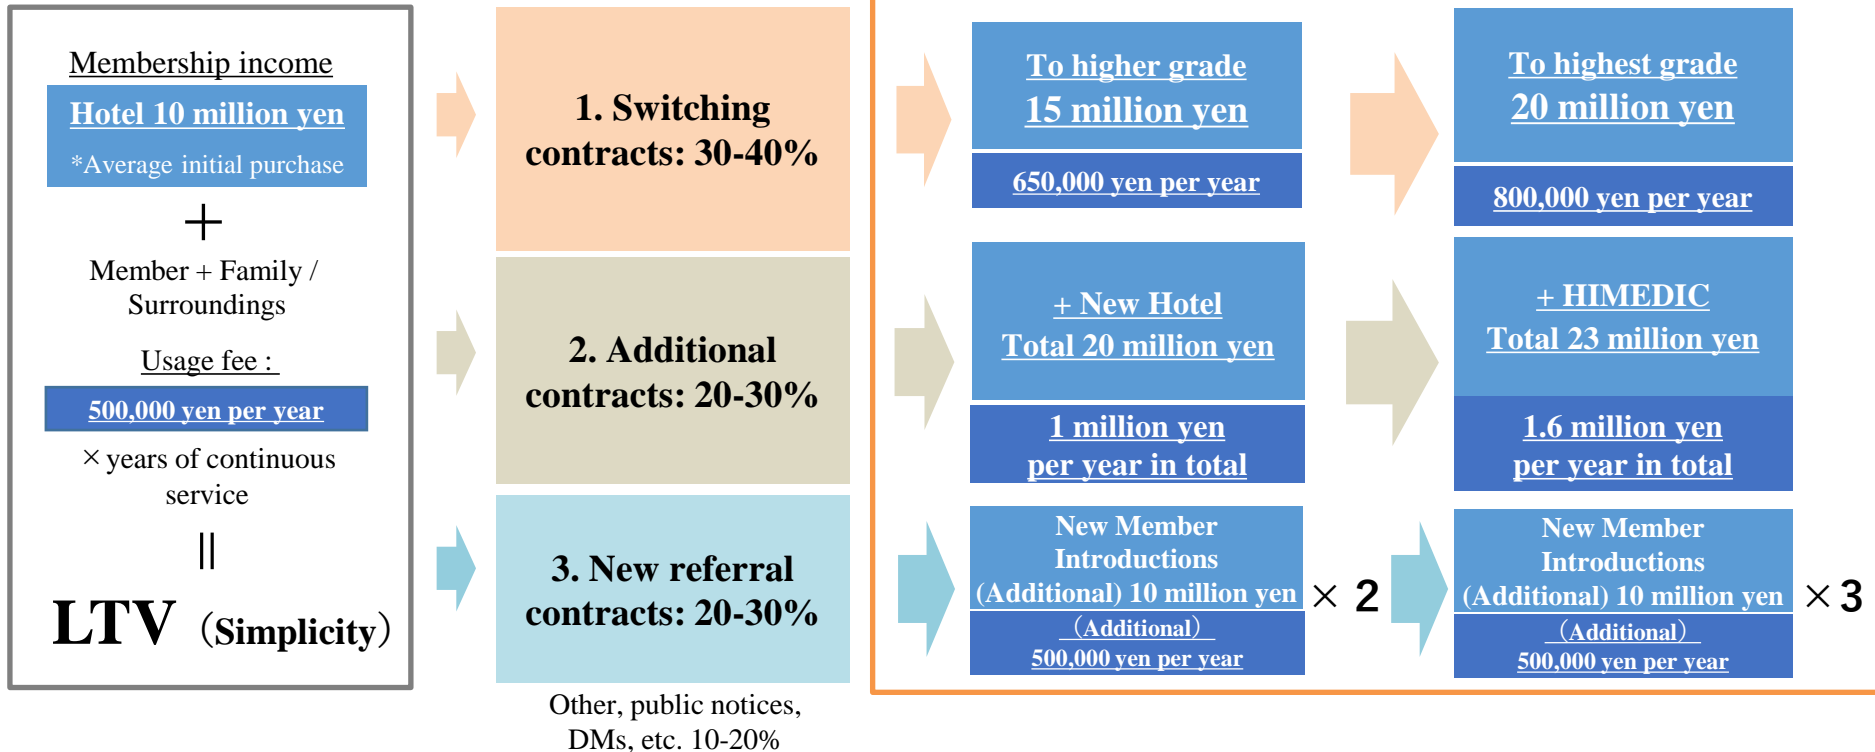 Membership income
Hotel 10 million yen
*Average initial purchase
+
Member + Family /
Surroundings
Usage fee :
500,000 yen per year
× years of continuous
service
||
LTV （Simplicity）
1. Switching
contracts: 30-40%
To higher grade
15 million yen
650,000 yen per year
To highest grade
20 million yen
800,000 yen per year
2. Additional
contracts: 20-30%
+ New Hotel
Total 20 million yen
1 million yen
per year in total
+ HIMEDIC
Total 23 million yen
1.6 million yen
per year in total
3. New referral
contracts: 20-30%
New Member
Introductions
(Additional) 10 million yen
（Additional）
500,000 yen per year
× 2
New Member
Introductions
(Additional) 10 million yen
（Additional）
500,000 yen per year
× 3
Other, public notices,
DMs, etc. 10-20%